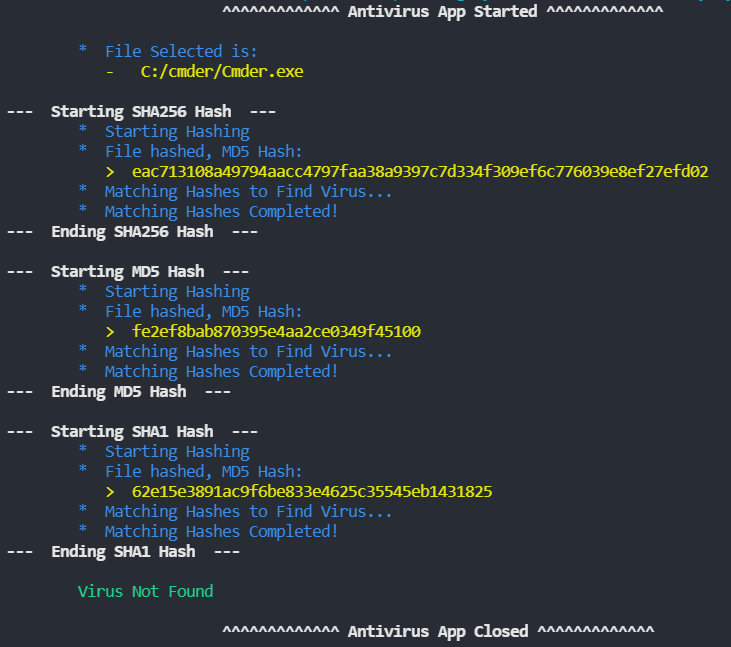 ^^^^^^^^^^^^^ Antivirus App Started ^^^^^^^^^^^^^
* File Selected is:
- C:/cmder/Cmder.exe
--- Starting SHA256 Hash ---
* Starting Hashing
* File hashed, MD5 Hash:
> eac713108a49794aacc4797faa38a9397c7d334f309ef6c776039e8ef27efd02
* Matching Hashes to Find Virus...
* Matching Hashes Completed!
--- Ending SHA256 Hash ---
--- Starting MD5 Hash ---
* Starting Hashing
* File hashed, MD5 Hash:
> fe2ef8bab870395e4aa2ce0349f45100
* Matching Hashes to Find Virus...
* Matching Hashes Completed!
--- Ending MD5 Hash ---
--- Starting SHA1 Hash ---
* Starting Hashing
* File hashed, MD5 Hash:
> 62e15e3891ac9f6be833e4625c35545eb1431825
* Matching Hashes to Find Virus...
* Matching Hashes Completed!
--- Ending SHA1 Hash ---
Virus Not Found
^^^^^^^^^^^^^ Antivirus App Closed ^^^^^^^^^^^^^